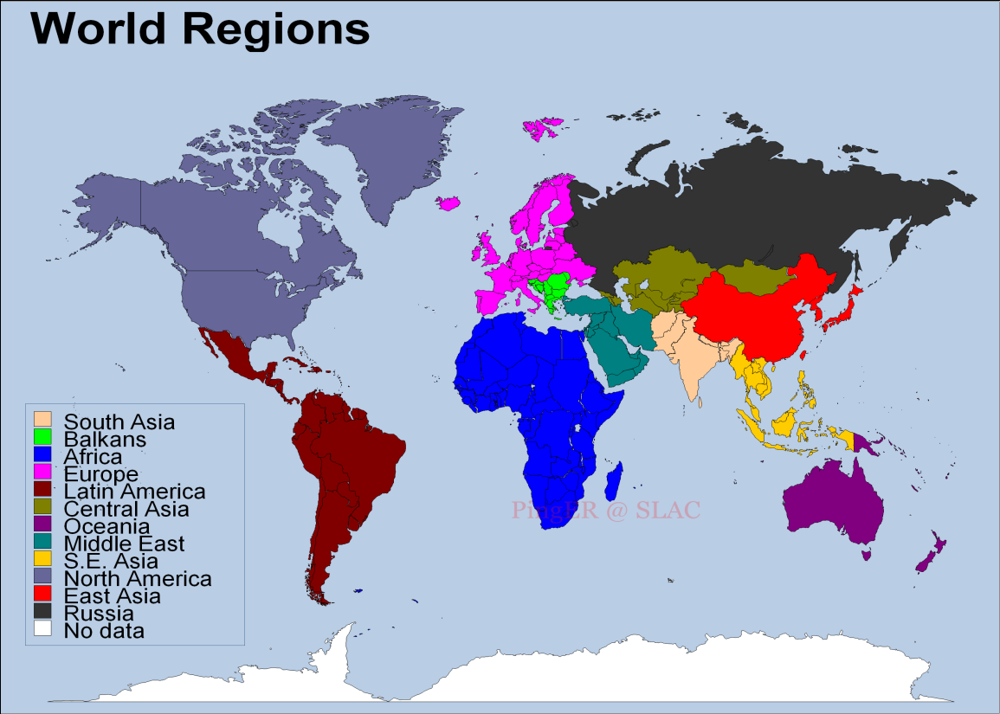 World Regions
South Asia
Balkans
Africa
Europe
Latin America
Central Asia
Oceania
Middle East
S.E. Asia
North America
East Asia
Russia
No data
PingER @ SLAC